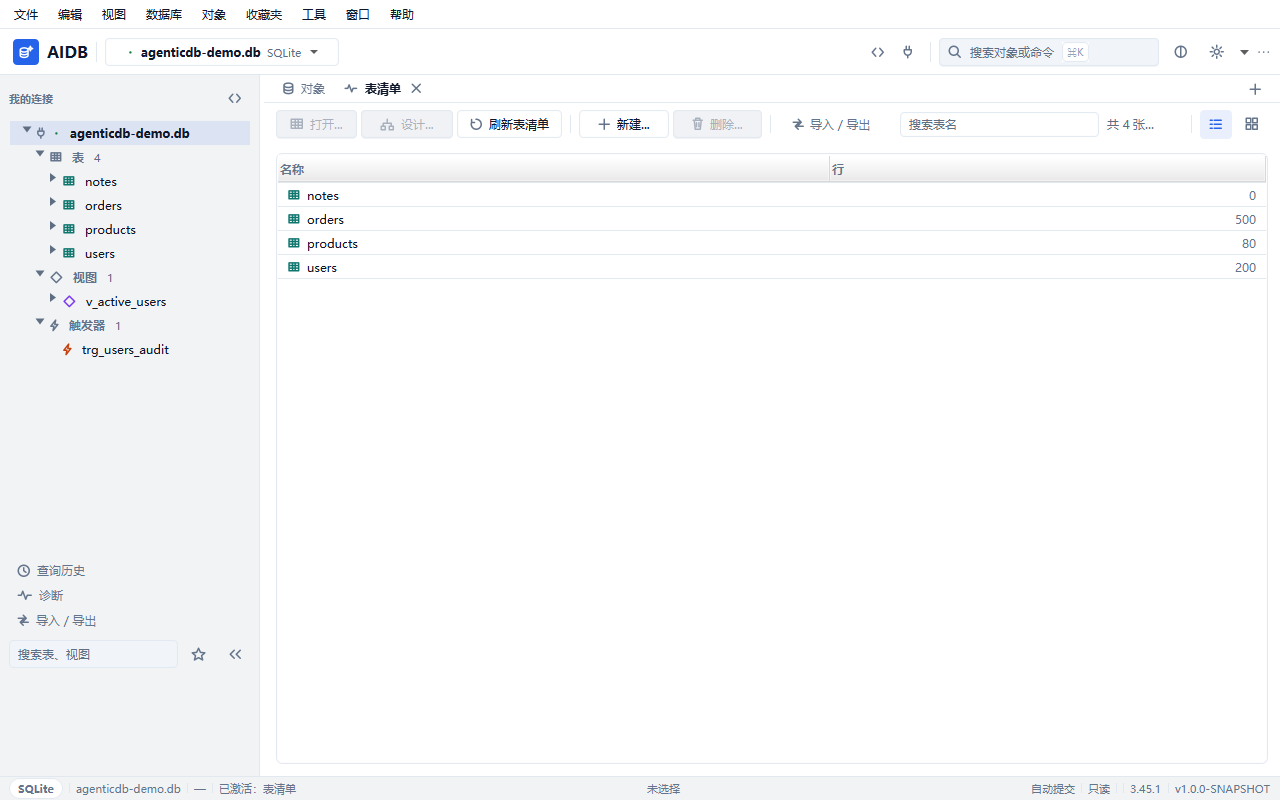 文件 编辑 视图 数据库 对象 收藏夹 工具 窗口 帮助
AIDB · agenticdb-demo.db SQLite 搜索对象或命令 ⌘K ···
我的连接
· agenticdb-demo.db
表 4
notes
orders
products
users
视图 1
v_active_users
触发器 1
trg_users_audit
查询历史
诊断
导入 / 导出
搜索表、视图
对象 表清单
打开... 设计... 刷新表清单 新建... 删除... 导入 / 导出 搜索表名 共 4 张...
名称 行
notes 0
orders 500
products 80
users 200
SQLite agenticdb-demo.db — 已激活: 表清单 未选择 自动提交 只读 3.45.1 v1.0.0-SNAPSHOT